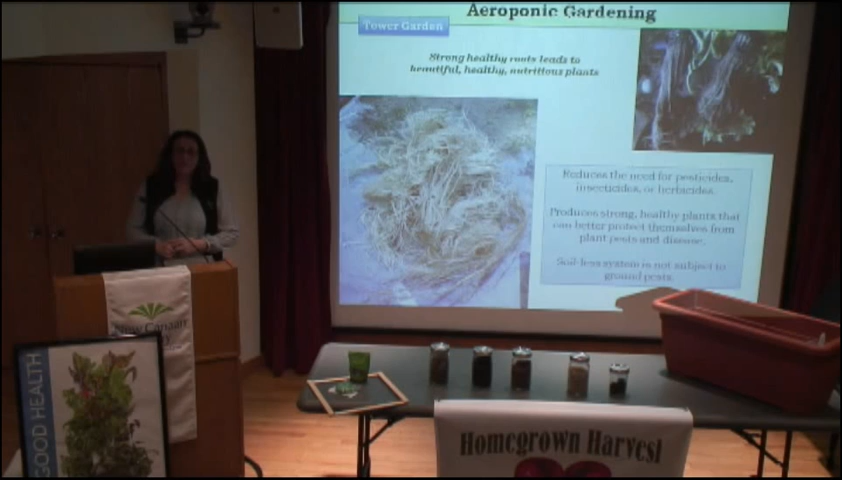 Aeroponic Gardening
Tower Garden
Strong healthy roots leads to
beautiful, healthy, nutritious plants
Reduces the need for pesticides,
insecticides, or herbicides.
Produces strong, healthy plants that
can better protect themselves from
plant pests and disease.
Soil-less system is not subject to
ground pests.
New Canaan
GOOD HEALTH
Homegrown Harvest